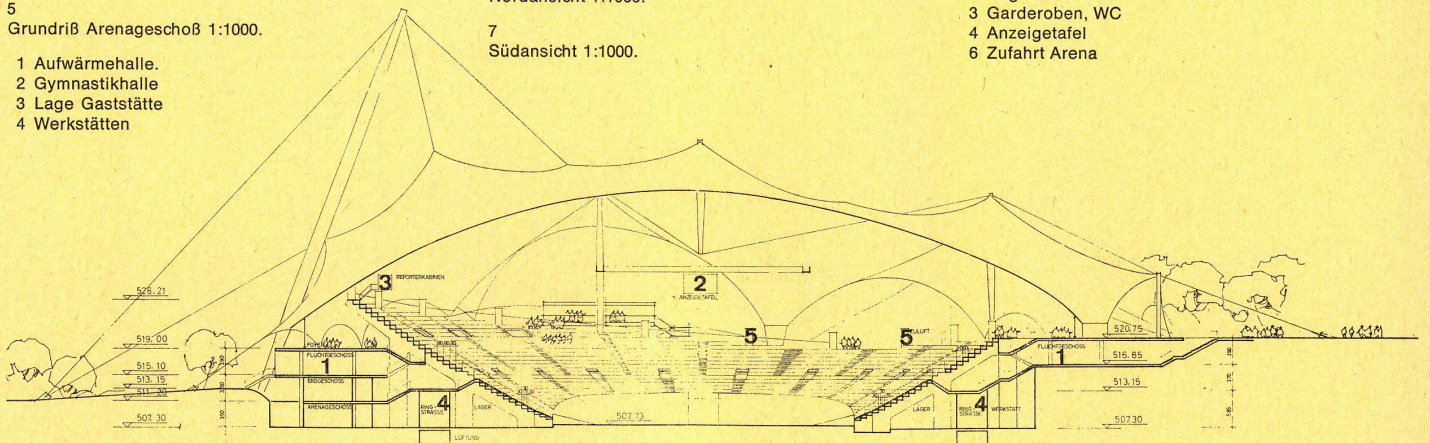 5
Grundriß Arenageschoß 1:1000.
1 Aufwärmehalle.
2 Gymnastikhalle
3 Lage Gaststätte
4 Werkstätten
7
Südansicht 1:1000.
3 Garderoben, WC
4 Anzeigetafel
6 Zufahrt Arena
3 REPORTERKABINEN
2
ANZEIGETAFEL
526.21
519.00
515.10
513.15
511.20
507.30
FOYER
FLUCHTGESCHOSS
1
ERDGESCHOSS
ARENAGESCHOSS
RING-
STRASSE
4
LAGER
LÜFTUNG
507.73
5
5
ZULUFT
LAGER
RING
STRASSE
4
WERKSTATT
FLUCHTGESCHOSS
1
520.75
516.85
513.15
507.30